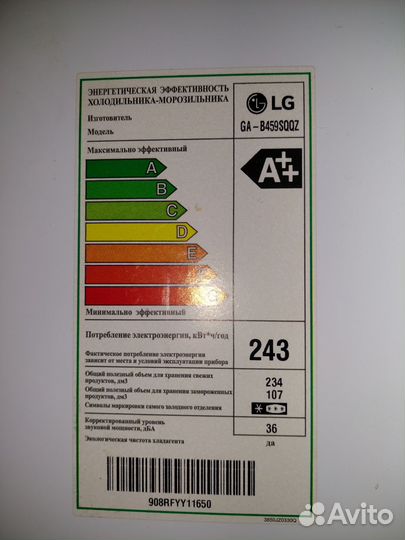 ЭНЕРГЕТИЧЕСКАЯ ЭФФЕКТИВНОСТЬ
ХОЛОДИЛЬНИКА-МОРОЗИЛЬНИКА
LG
Изготовитель
Модель
GA-B459SQQZ
Максимально эффективный
A
B
C
D
E
G
A++
Минимально эффективный
Потребление электроэнергии, кВт*ч/год
243
Фактическое потребление электроэнергии
зависит от места и условий эксплуатации прибора
Общий полезный объем для хранения свежих
продуктов, дм3
234
Общий полезный объем для хранения замороженных
продуктов, дм3
107
Символы маркировки самого холодного отделения
Корректированный уровень
звуковой мощности, дБА
36
Экологическая чистота хладагента
да
908RFYY11650
Avito